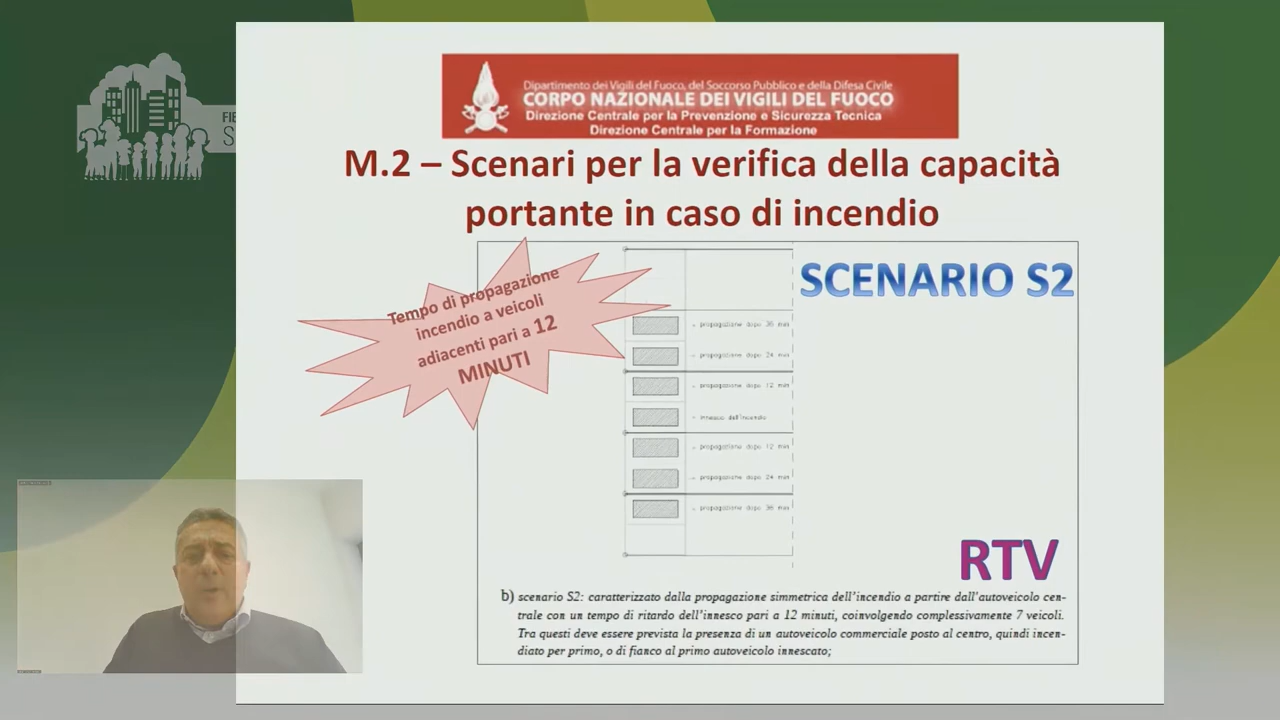 FIE
S
Dipartimento dei Vigili del Fuoco, del Soccorso Pubblico e della Difesa Civile
CORPO NAZIONALE DEI VIGILI DEL FUOCO
Direzione Centrale per la Prevenzione e Sicurezza Tecnica
Direzione Centrale per la Formazione
M.2 – Scenari per la verifica della capacità
portante in caso di incendio
Tempo di propagazione
incendio a veicoli
adiacenti pari a 12
MINUTI
SCENARIO S2
propagazione dopo 36 min
propagazione dopo 24 min
propagazione dopo 12 min
innesco dell'incendio
propagazione dopo 12 min
propagazione dopo 24 min
propagazione dopo 36 min
RTV
b) scenario S2: caratterizzato dalla propagazione simmetrica dell'incendio a partire dall'autoveicolo cen-
trale con un tempo di ritardo dell'innesco pari a 12 minuti, coinvolgendo complessivamente 7 veicoli.
Tra questi deve essere prevista la presenza di un autoveicolo commerciale posto al centro, quindi incen-
diato per primo, o di fianco al primo autoveicolo innescato;